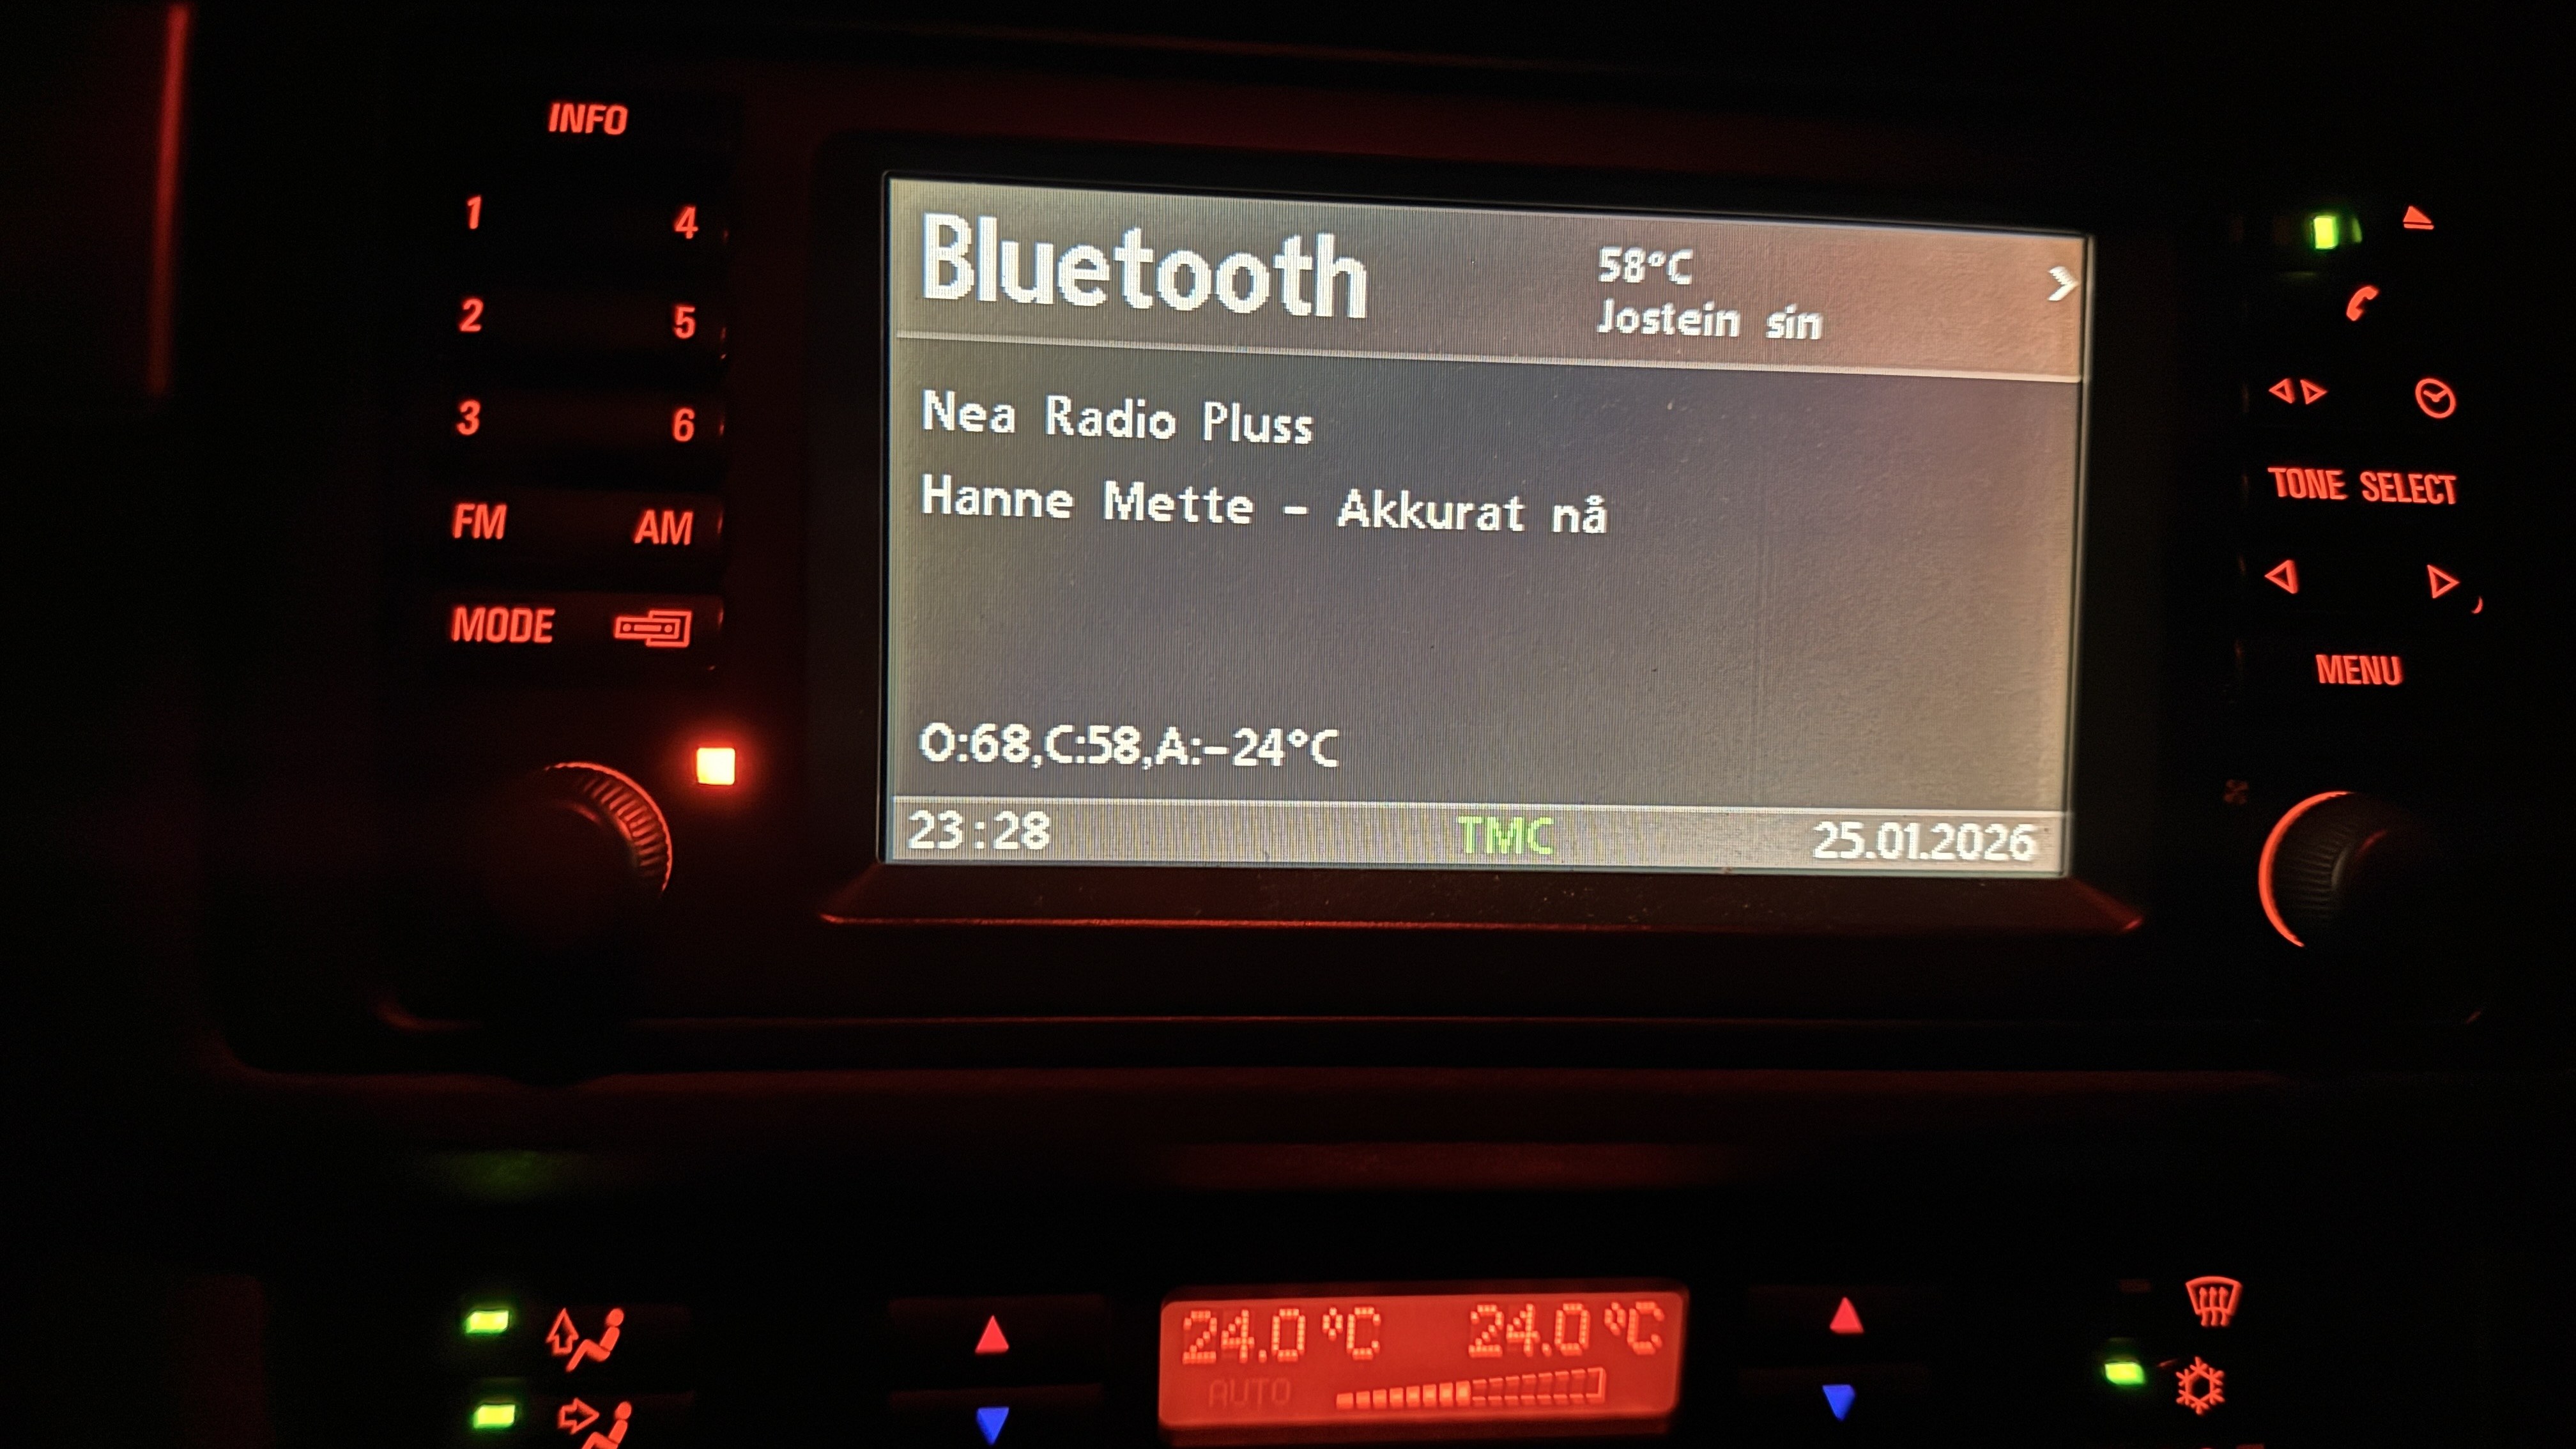 INFO
1 4
2 5
3 6
FM AM
MODE
Bluetooth
58°C
Jostein sin
Nea Radio Pluss
Hanne Mette - Akkurat nå
O:68,C:58,A:-24°C
23:28 TMC 25.01.2026
TONE SELECT
MENU
24.0 °C 24.0 °C
AUTO